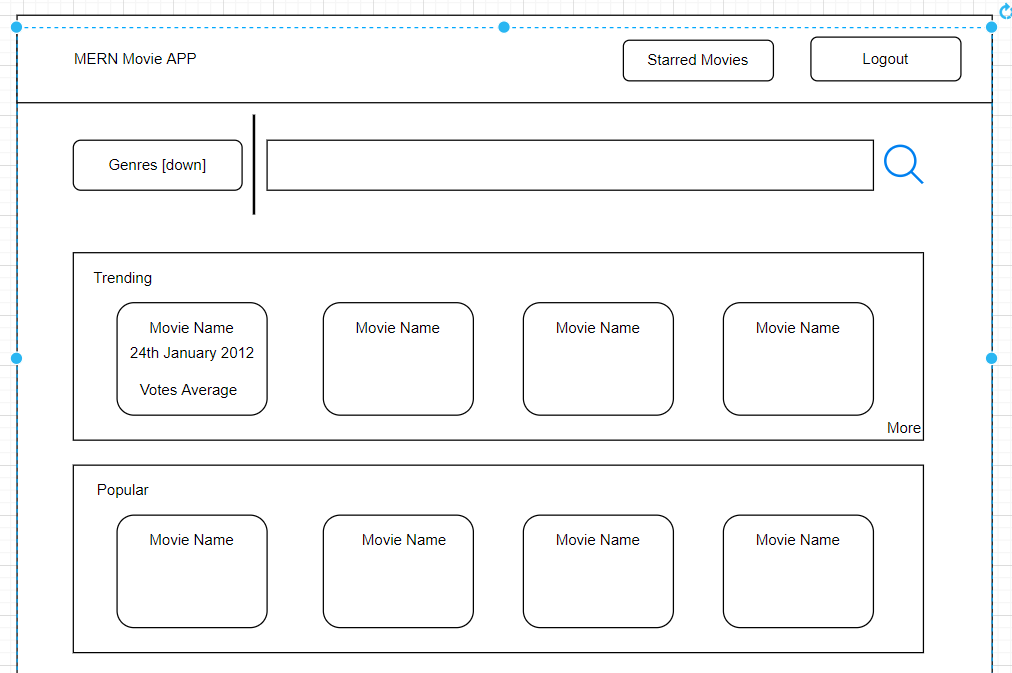 MERN Movie APP
Starred Movies
Logout
Genres [down]
Trending
Movie Name
24th January 2012
Votes Average
Movie Name
Movie Name
Movie Name
More
Popular
Movie Name
Movie Name
Movie Name
Movie Name